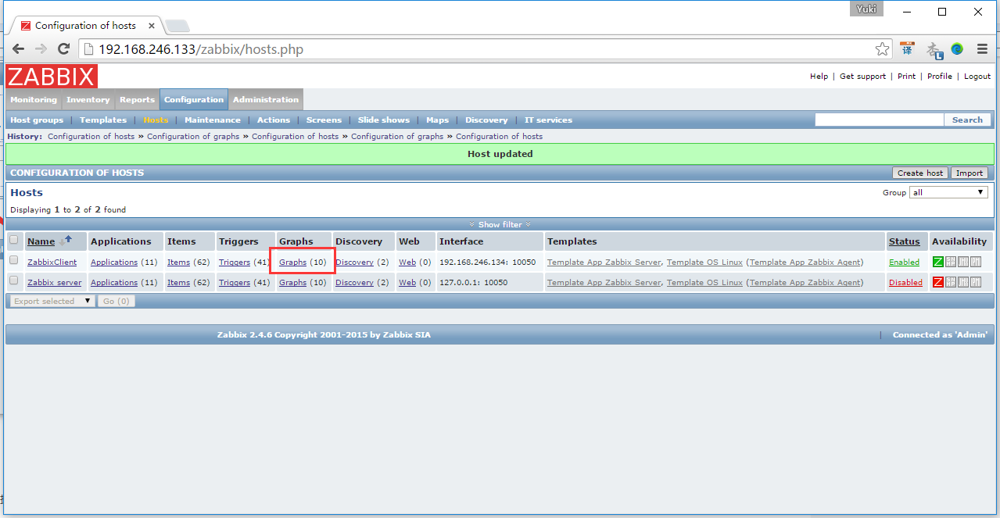 Yuki
Configuration of hosts
192.168.246.133/zabbix/hosts.php
译
L
ZABBIX
Help | Get support | Print | Profile | Logout
Monitoring Inventory Reports Configuration Administration
Host groups | Templates | Hosts | Maintenance | Actions | Screens | Slide shows | Maps | Discovery | IT services Search
History: Configuration of hosts » Configuration of graphs » Configuration of hosts » Configuration of graphs » Configuration of hosts
Host updated
CONFIGURATION OF HOSTS Create host Import
Hosts Group all
Displaying 1 to 2 of 2 found
Show filter
Name Applications Items Triggers Graphs Discovery Web Interface Templates Status Availability
ZabbixClient Applications (11) Items (62) Triggers (41) Graphs (10) Discovery (2) Web (0) 192.168.246.134: 10050 Template App Zabbix Server, Template OS Linux (Template App Zabbix Agent) Enabled Z
Zabbix server Applications (11) Items (62) Triggers (41) Graphs (10) Discovery (2) Web (0) 127.0.0.1: 10050 Template App Zabbix Server, Template OS Linux (Template App Zabbix Agent) Disabled Z
Export selected Go (0)
Zabbix 2.4.6 Copyright 2001-2015 by Zabbix SIA | Connected as 'Admin'